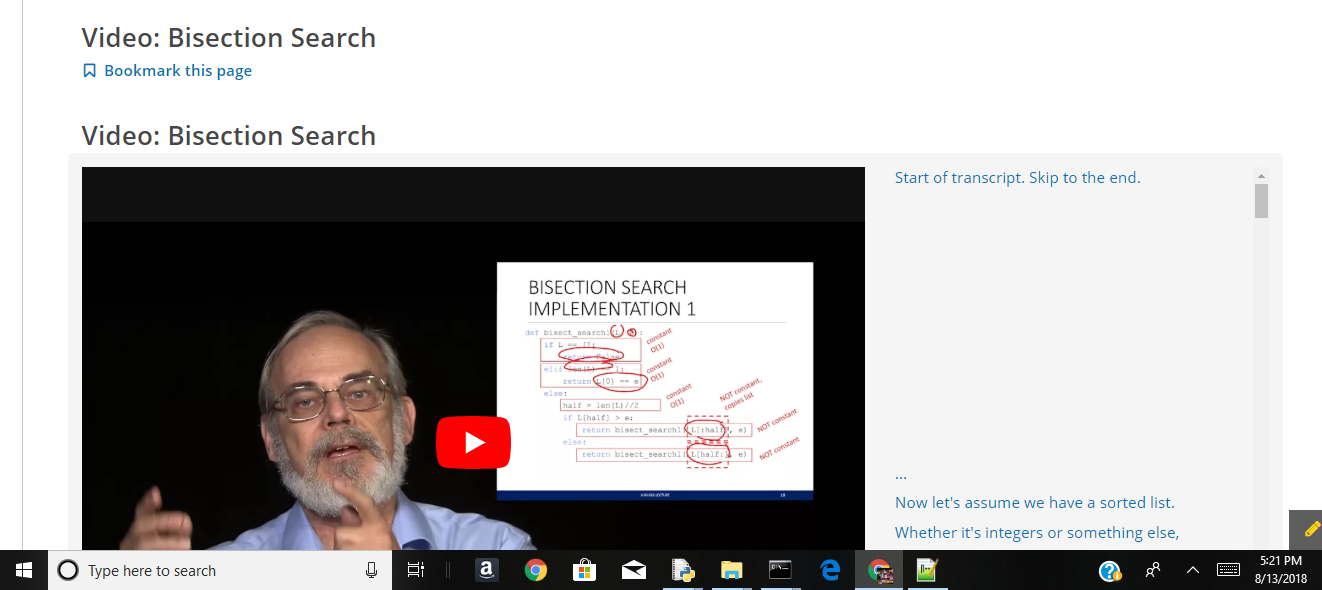 Video: Bisection Search
Bookmark this page
Video: Bisection Search
Start of transcript. Skip to the end.
BISECTION SEARCH
IMPLEMENTATION 1
def bisect_search1(L, e):
if L == []:
constant
O(1)
return False
elif len(L) == 1:
constant
O(1)
return L[0] == e
else:
half = len(L)//2
constant
O(1)
NOT constant,
copies list
if L[half] > e:
return bisect_search1( L[:half], e)
NOT constant
else:
return bisect_search1( L[half:], e)
NOT constant
18
...
Now let's assume we have a sorted list.
Whether it's integers or something else,
Type here to search
5:21 PM
8/13/2018